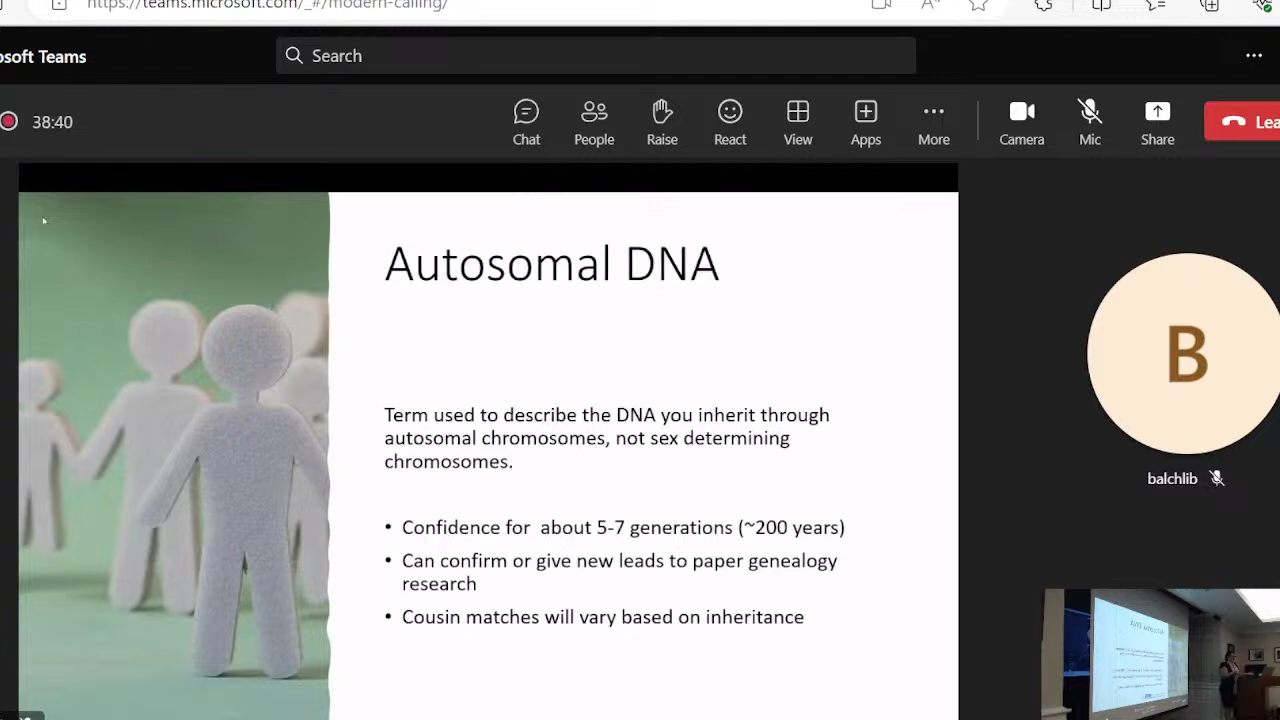 https://teams.microsoft.com/_#/modern-calling/
osoft Teams
Search
38:40
Chat
People
Raise
React
View
Apps
More
Camera
Mic
Share
Lea
Autosomal DNA
Term used to describe the DNA you inherit through
autosomal chromosomes, not sex determining
chromosomes.
• Confidence for about 5-7 generations (~200 years)
• Can confirm or give new leads to paper genealogy
research
• Cousin matches will vary based on inheritance
B
balchlib